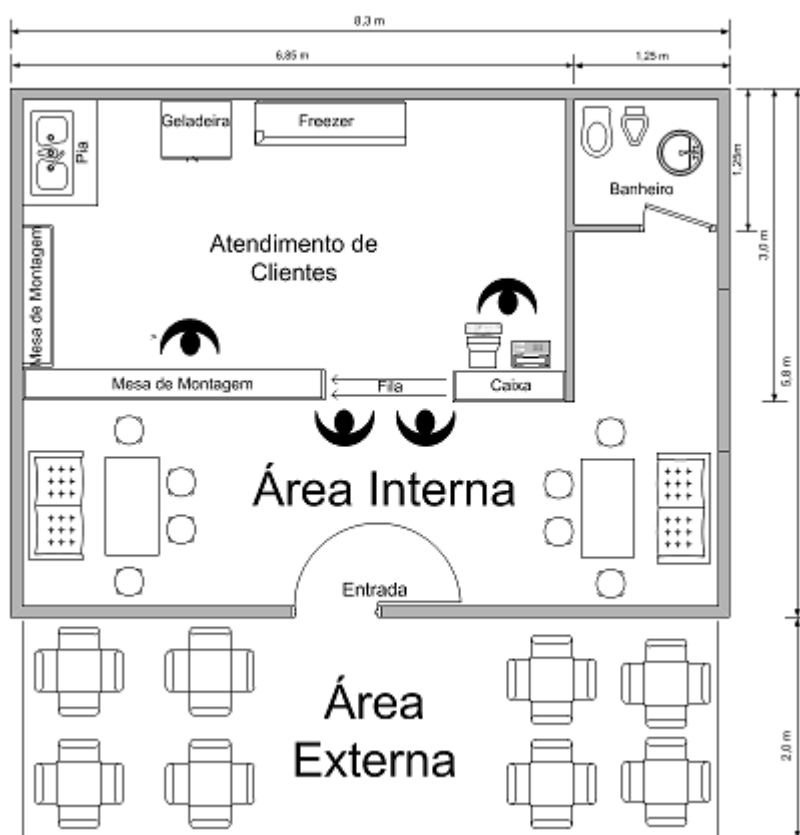 8,3 m
6,85 m
1,25 m
Geladeira
Freezer
Pia
Banheiro
1,25m
3,0 m
5,8 m
Atendimento de
Clientes
Mesa de Montagem
Mesa de Montagem
Fila
Caixa
Área Interna
Entrada
Área
Externa
2,0 m